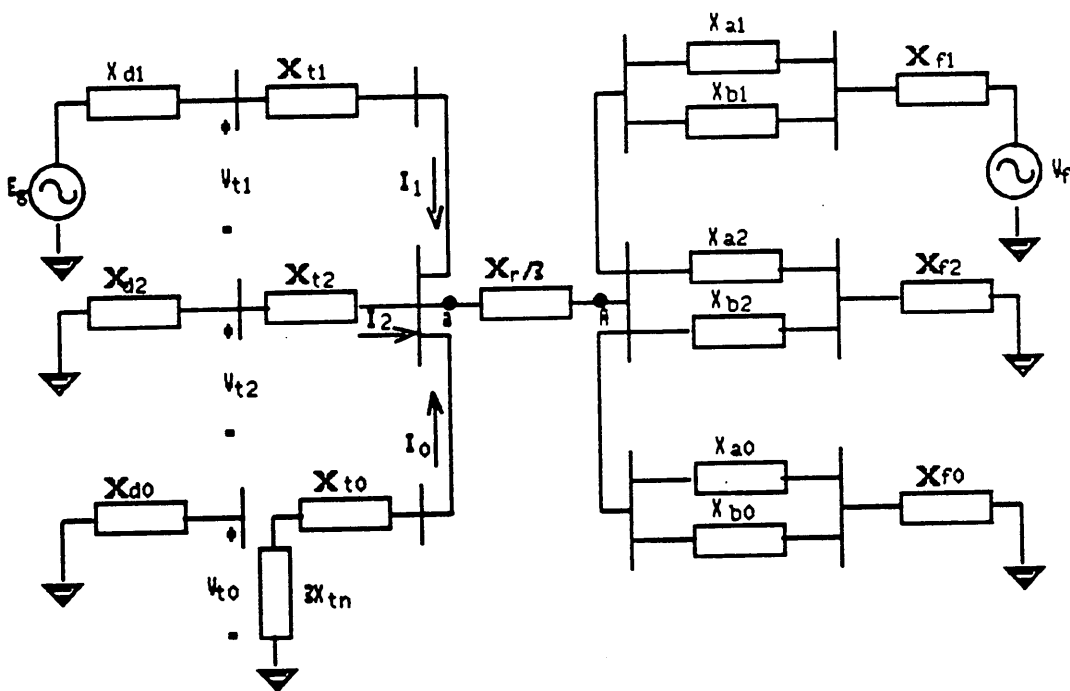 X a1
X d1
X t1
X f1
X b1
E g
V t1
I 1
V f
X a2
X d2
X t2
X r/3
X f2
a
A
X b2
I 2
V t2
X a0
I 0
X d0
X t0
X f0
X b0
V t0
3X tn